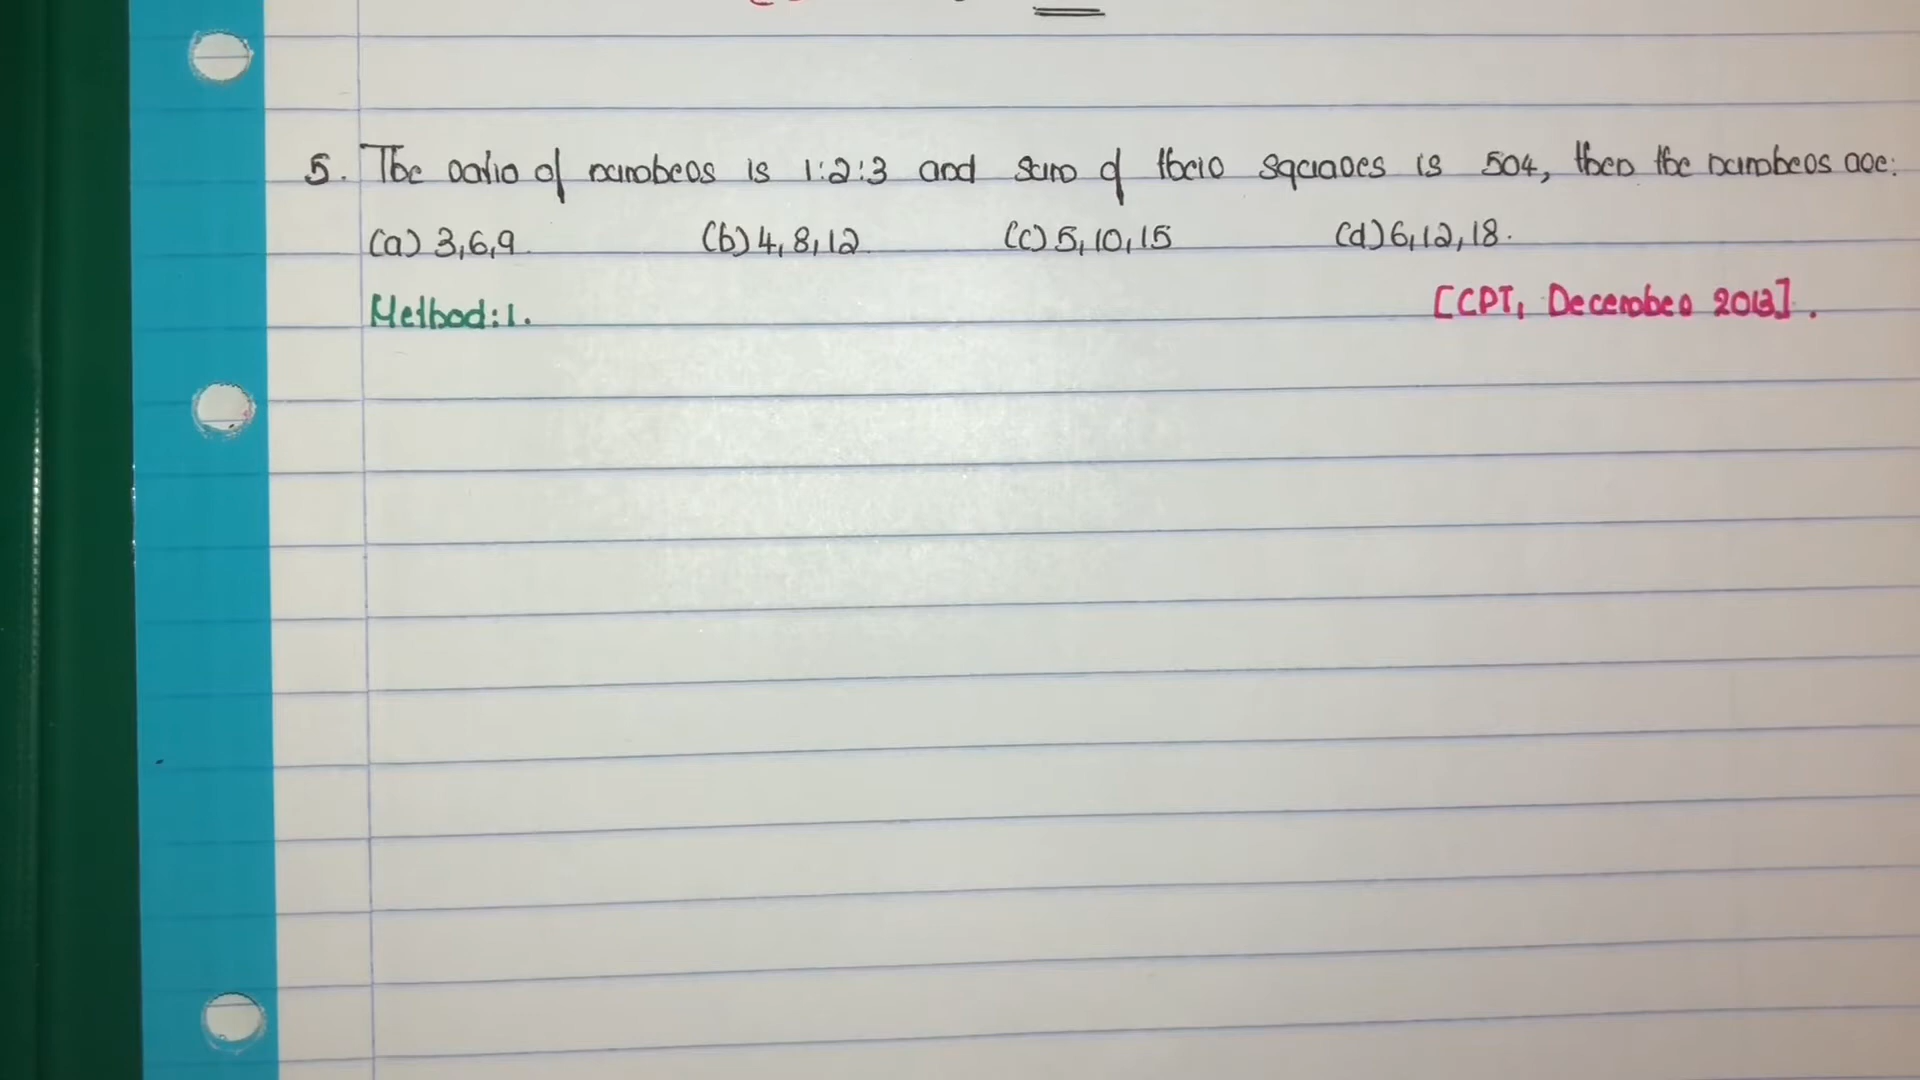 5. The ratio of numbers is 1:2:3 and sum of their squares is 504, then the numbers are:
(a) 3,6,9 (b) 4,8,12 (c) 5,10,15 (d) 6,12,18.
Method:1. [CPT, December 2013].